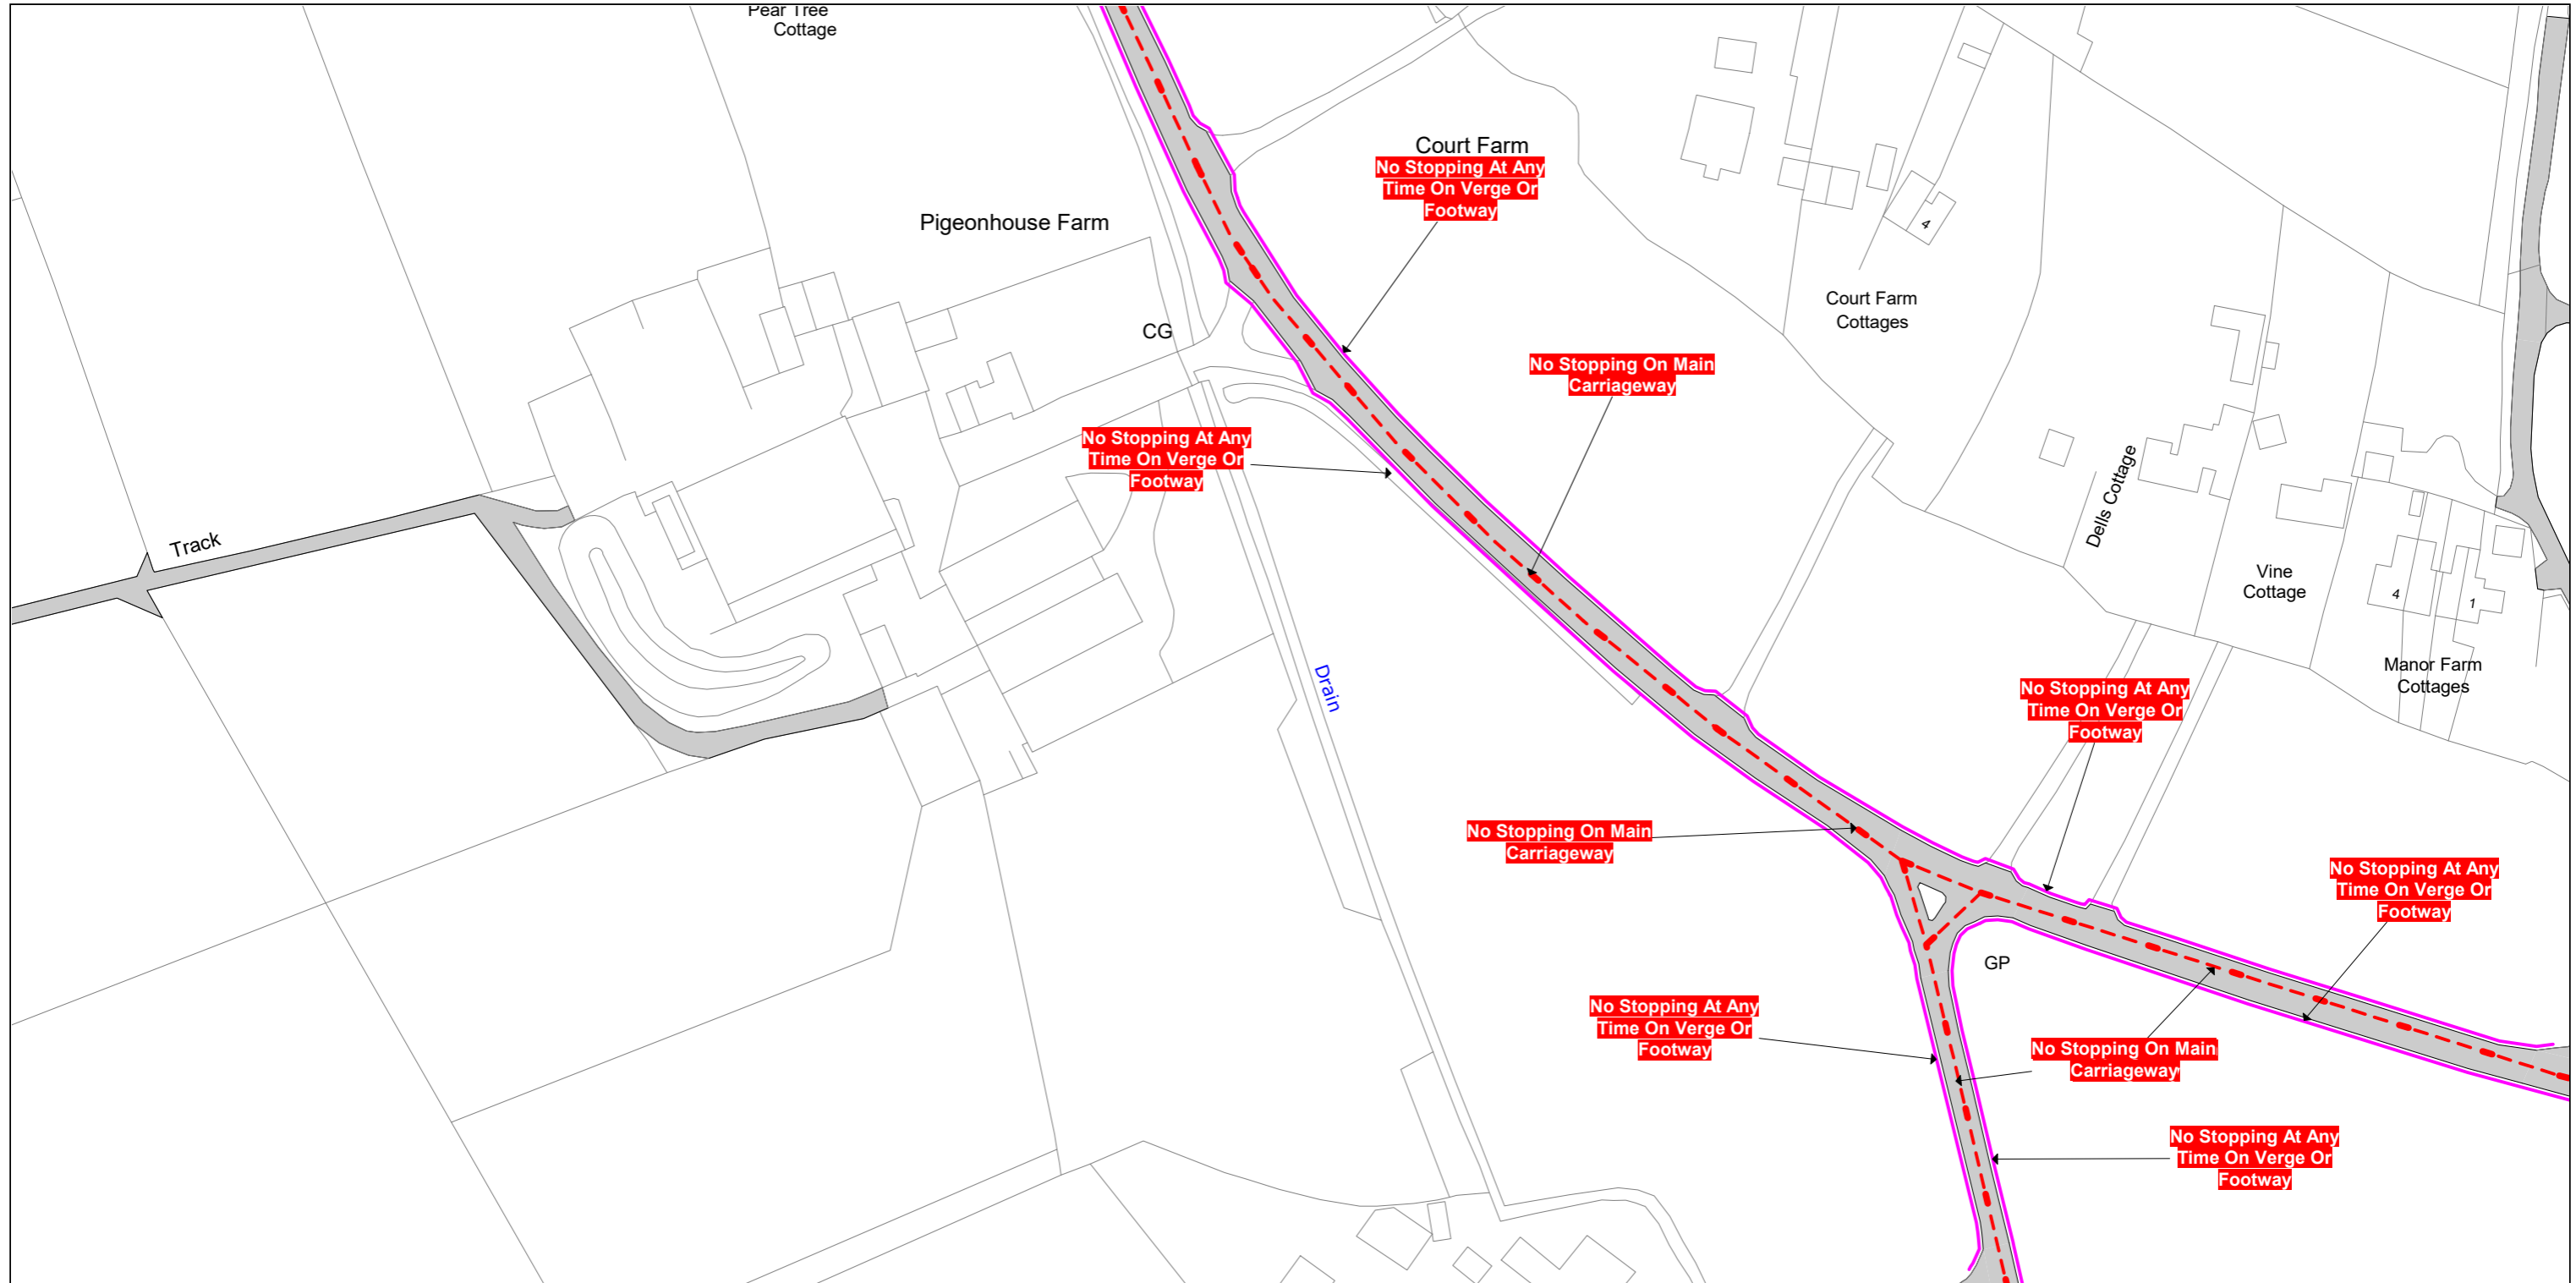 Pear Tree
Cottage
Court Farm
No Stopping At Any
Time On Verge Or
Footway
Pigeonhouse Farm
4
Court Farm
Cottages
CG
No Stopping On Main
Carriageway
No Stopping At Any
Time On Verge Or
Footway
Dells Cottage
Track
Vine
Cottage
4
1
Manor Farm
Cottages
Drain
No Stopping At Any
Time On Verge Or
Footway
No Stopping On Main
Carriageway
No Stopping At Any
Time On Verge Or
Footway
GP
No Stopping At Any
Time On Verge Or
Footway
No Stopping On Main
Carriageway
No Stopping At Any
Time On Verge Or
Footway